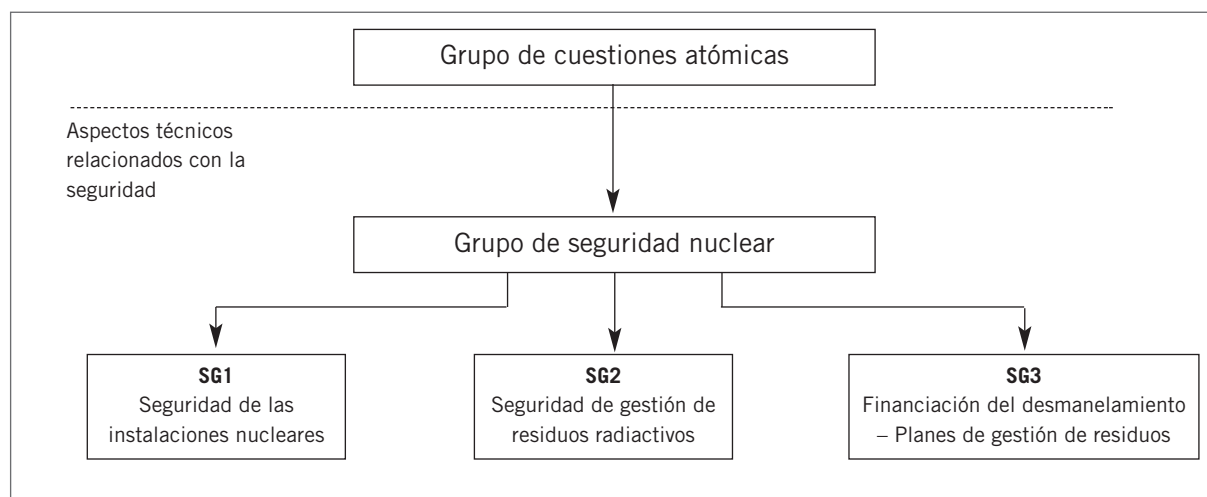 Grupo de cuestiones atómicas
Aspectos técnicos
relacionados con la
seguridad
Grupo de seguridad nuclear
SG1
Seguridad de las
instalaciones nucleares
SG2
Seguridad de gestión de
residuos radiactivos
SG3
Financiación del desmanelamiento
– Planes de gestión de residuos